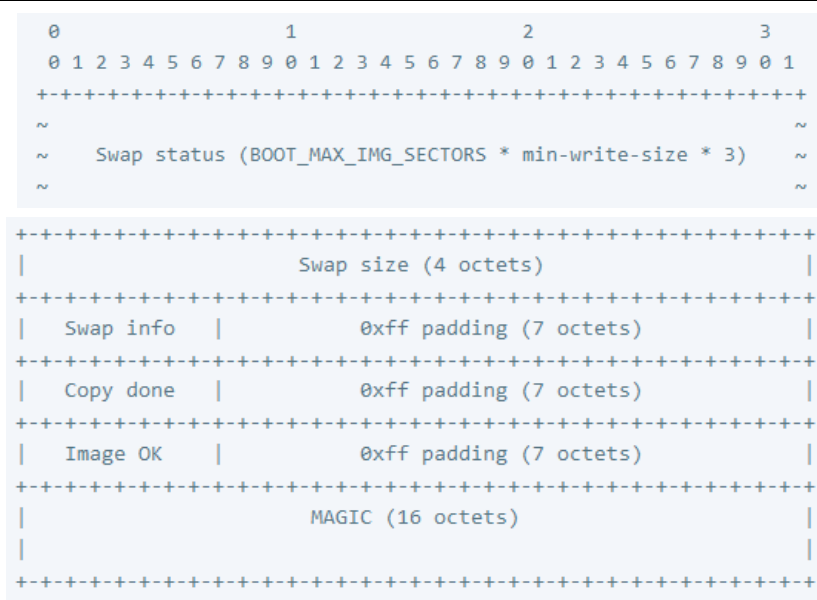 0                   1                   2                   3
0 1 2 3 4 5 6 7 8 9 0 1 2 3 4 5 6 7 8 9 0 1 2 3 4 5 6 7 8 9 0 1
+-+-+-+-+-+-+-+-+-+-+-+-+-+-+-+-+-+-+-+-+-+-+-+-+-+-+-+-+-+-+-+-+
~                                                               ~
~    Swap status (BOOT_MAX_IMG_SECTORS * min-write-size * 3)    ~
~                                                               ~
+-+-+-+-+-+-+-+-+-+-+-+-+-+-+-+-+-+-+-+-+-+-+-+-+-+-+-+-+-+-+-+-+
|                       Swap size (4 octets)                    |
+-+-+-+-+-+-+-+-+-+-+-+-+-+-+-+-+-+-+-+-+-+-+-+-+-+-+-+-+-+-+-+-+
|   Swap info   |           0xff padding (7 octets)             |
+-+-+-+-+-+-+-+-+-+-+-+-+-+-+-+-+-+-+-+-+-+-+-+-+-+-+-+-+-+-+-+-+
|   Copy done   |           0xff padding (7 octets)             |
+-+-+-+-+-+-+-+-+-+-+-+-+-+-+-+-+-+-+-+-+-+-+-+-+-+-+-+-+-+-+-+-+
|   Image OK    |           0xff padding (7 octets)             |
+-+-+-+-+-+-+-+-+-+-+-+-+-+-+-+-+-+-+-+-+-+-+-+-+-+-+-+-+-+-+-+-+
|                        MAGIC (16 octets)                      |
|                                                               |
+-+-+-+-+-+-+-+-+-+-+-+-+-+-+-+-+-+-+-+-+-+-+-+-+-+-+-+-+-+-+-+-+